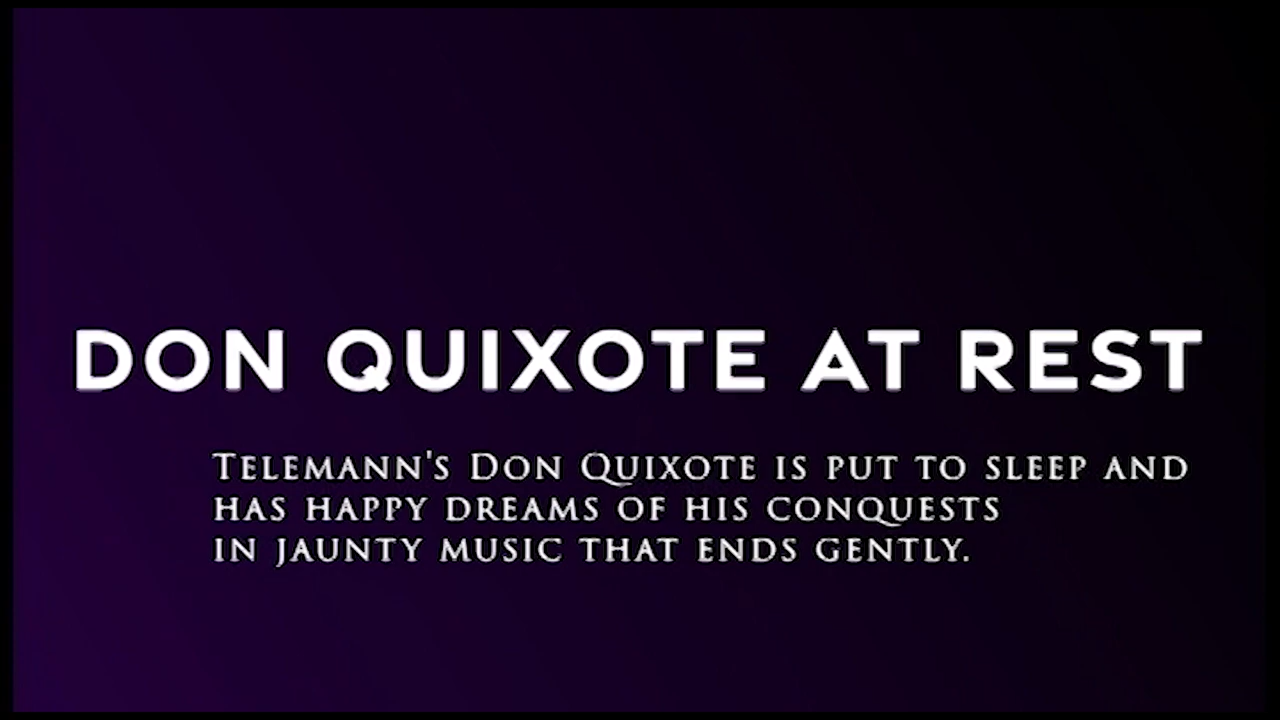 DON QUIXOTE AT REST
TELEMANN'S DON QUIXOTE IS PUT TO SLEEP AND
HAS HAPPY DREAMS OF HIS CONQUESTS
IN JAUNTY MUSIC THAT ENDS GENTLY.